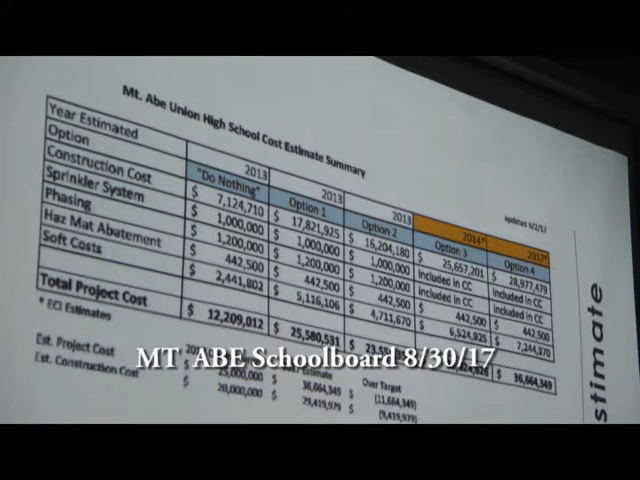 Mt. Abe Union High School Cost Estimate Summary
updated 8/2/17
Year Estimated 2013 2013 2013 2014* 2017*
Option "Do Nothing" Option 1 Option 2 Option 3 Option 4
Construction Cost $ 7,124,710 $ 17,821,925 $ 16,204,180 $ 25,657,201 $ 28,977,479
Sprinkler System $ 1,000,000 $ 1,000,000 $ 1,000,000 Included in CC Included in CC
Phasing $ 1,200,000 $ 1,200,000 $ 1,200,000 Included in CC Included in CC
Haz Mat Abatement $ 442,500 $ 442,500 $ 442,500 $ 442,500 $ 442,500
Soft Costs $ 2,441,802 $ 5,116,106 $ 4,711,670 $ 6,524,925 $ 7,244,370
Total Project Cost $ 12,209,012 $ 25,580,531 $ $ 36,664,349
* ECI Estimates
Estimate Over Target
Est. Project Cost $ 25,000,000 $ 36,664,349 $ (11,664,349)
Est. Construction Cost $ 20,000,000 $ 29,419,979 $ (9,419,979)
stimate
MT ABE Schoolboard 8/30/17